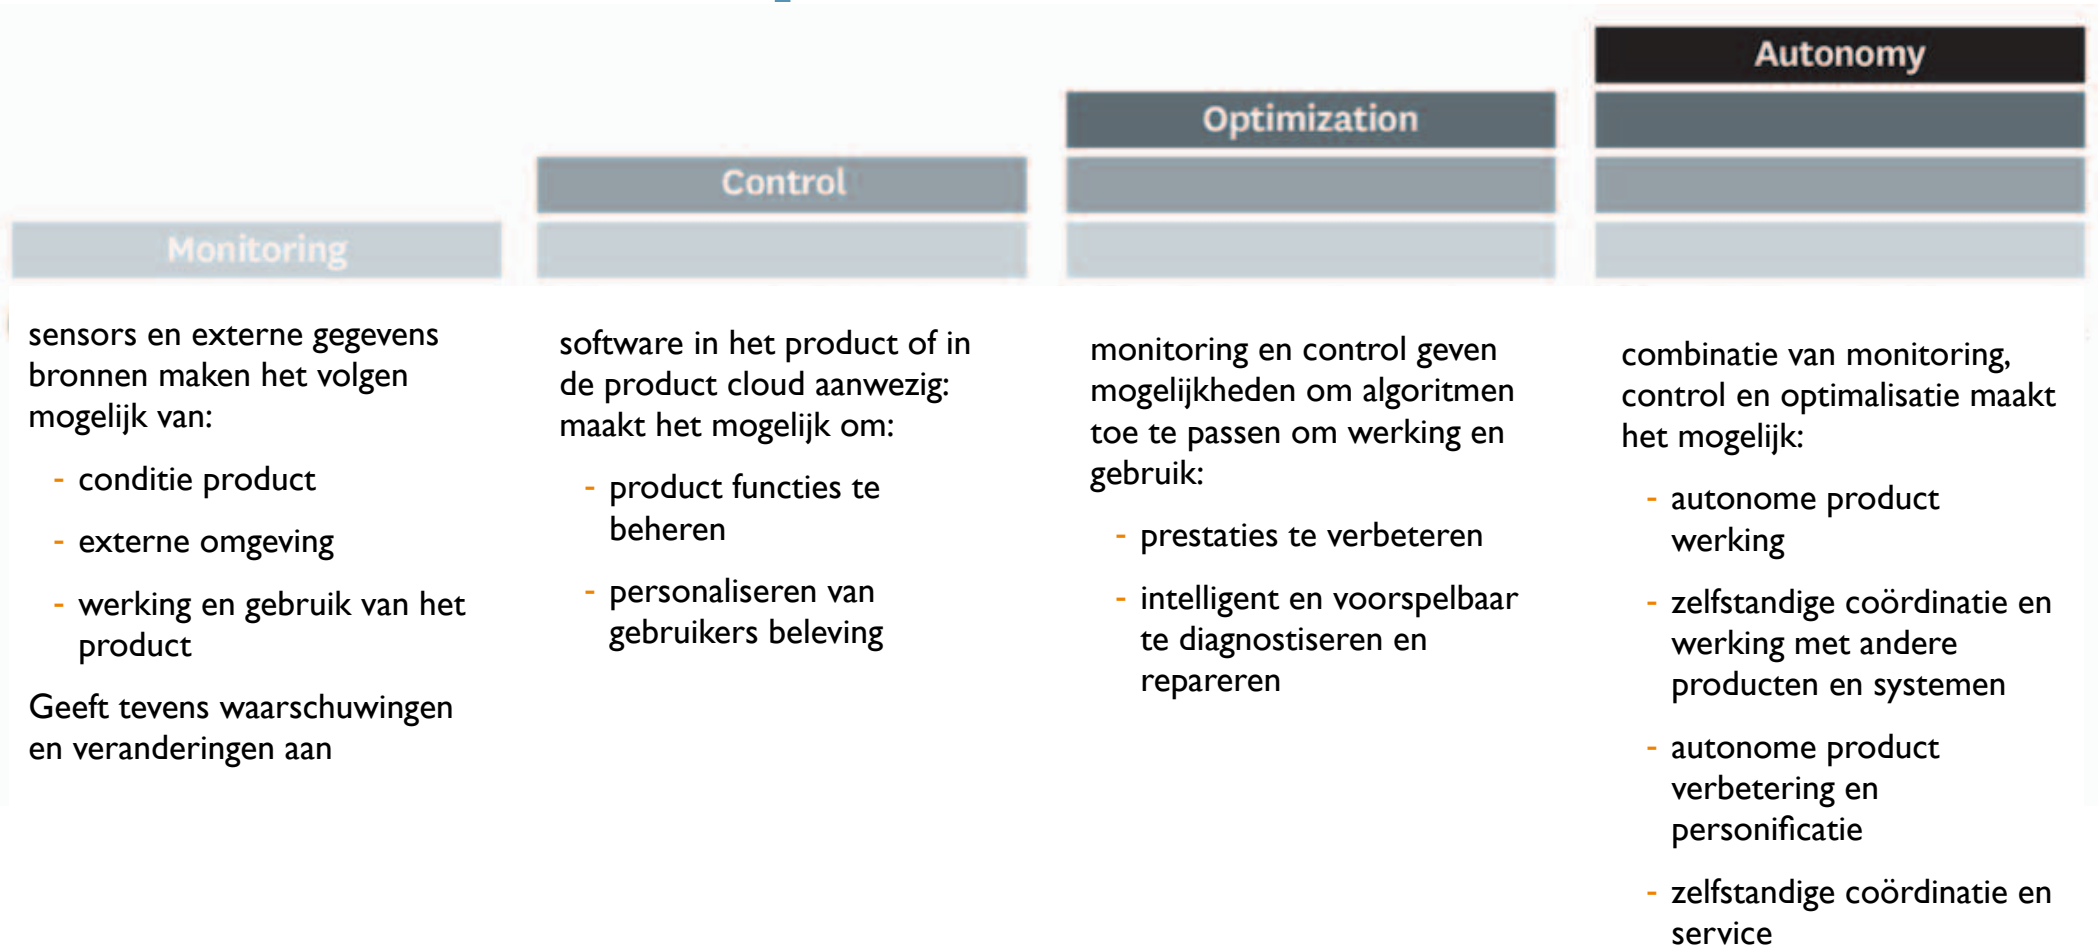 Monitoring
sensors en externe gegevens
bronnen maken het volgen
mogelijk van:
- conditie product
- externe omgeving
- werking en gebruik van het
product
Geeft tevens waarschuwingen
en veranderingen aan
Control
software in het product of in
de product cloud aanwezig:
maakt het mogelijk om:
- product functies te
beheren
- personaliseren van
gebruikers beleving
Optimization
monitoring en control geven
mogelijkheden om algoritmen
toe te passen om werking en
gebruik:
- prestaties te verbeteren
- intelligent en voorspelbaar
te diagnostiseren en
repareren
Autonomy
combinatie van monitoring,
control en optimalisatie maakt
het mogelijk:
- autonome product
werking
- zelfstandige coördinatie en
werking met andere
producten en systemen
- autonome product
verbetering en
personificatie
- zelfstandige coördinatie en
service